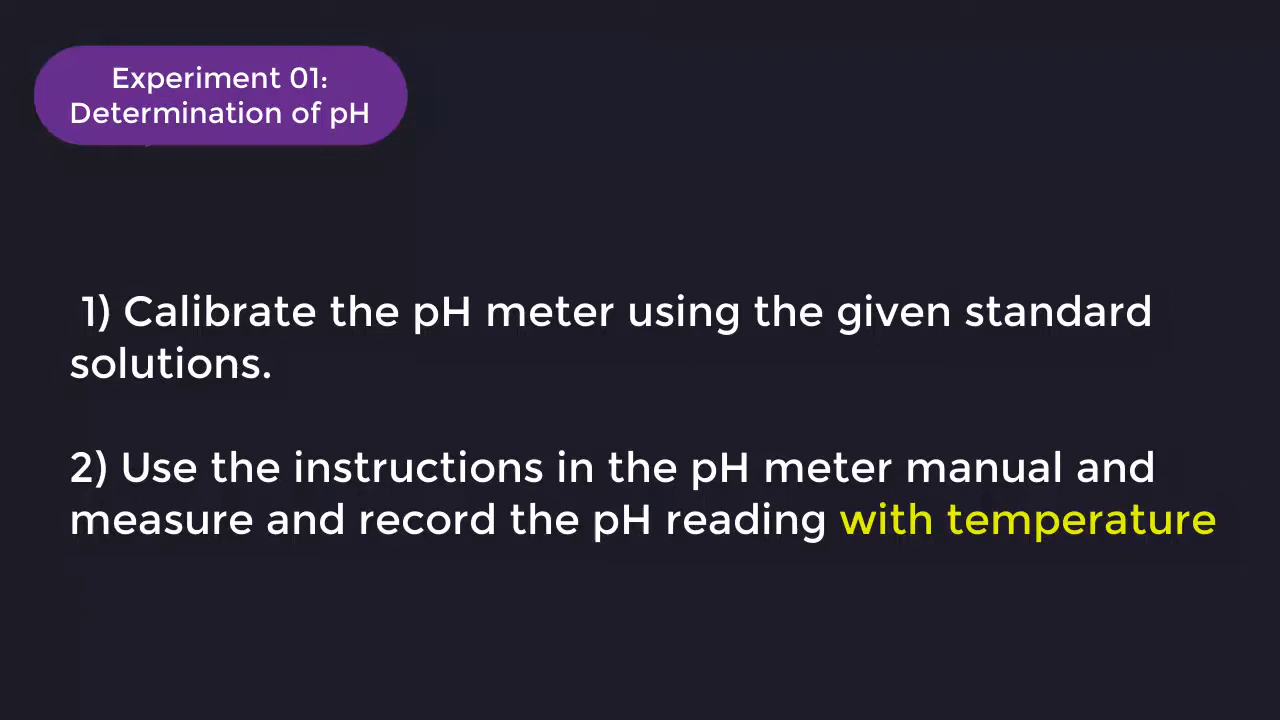 Experiment 01:
Determination of pH
1) Calibrate the pH meter using the given standard
solutions.
2) Use the instructions in the pH meter manual and
measure and record the pH reading with temperature